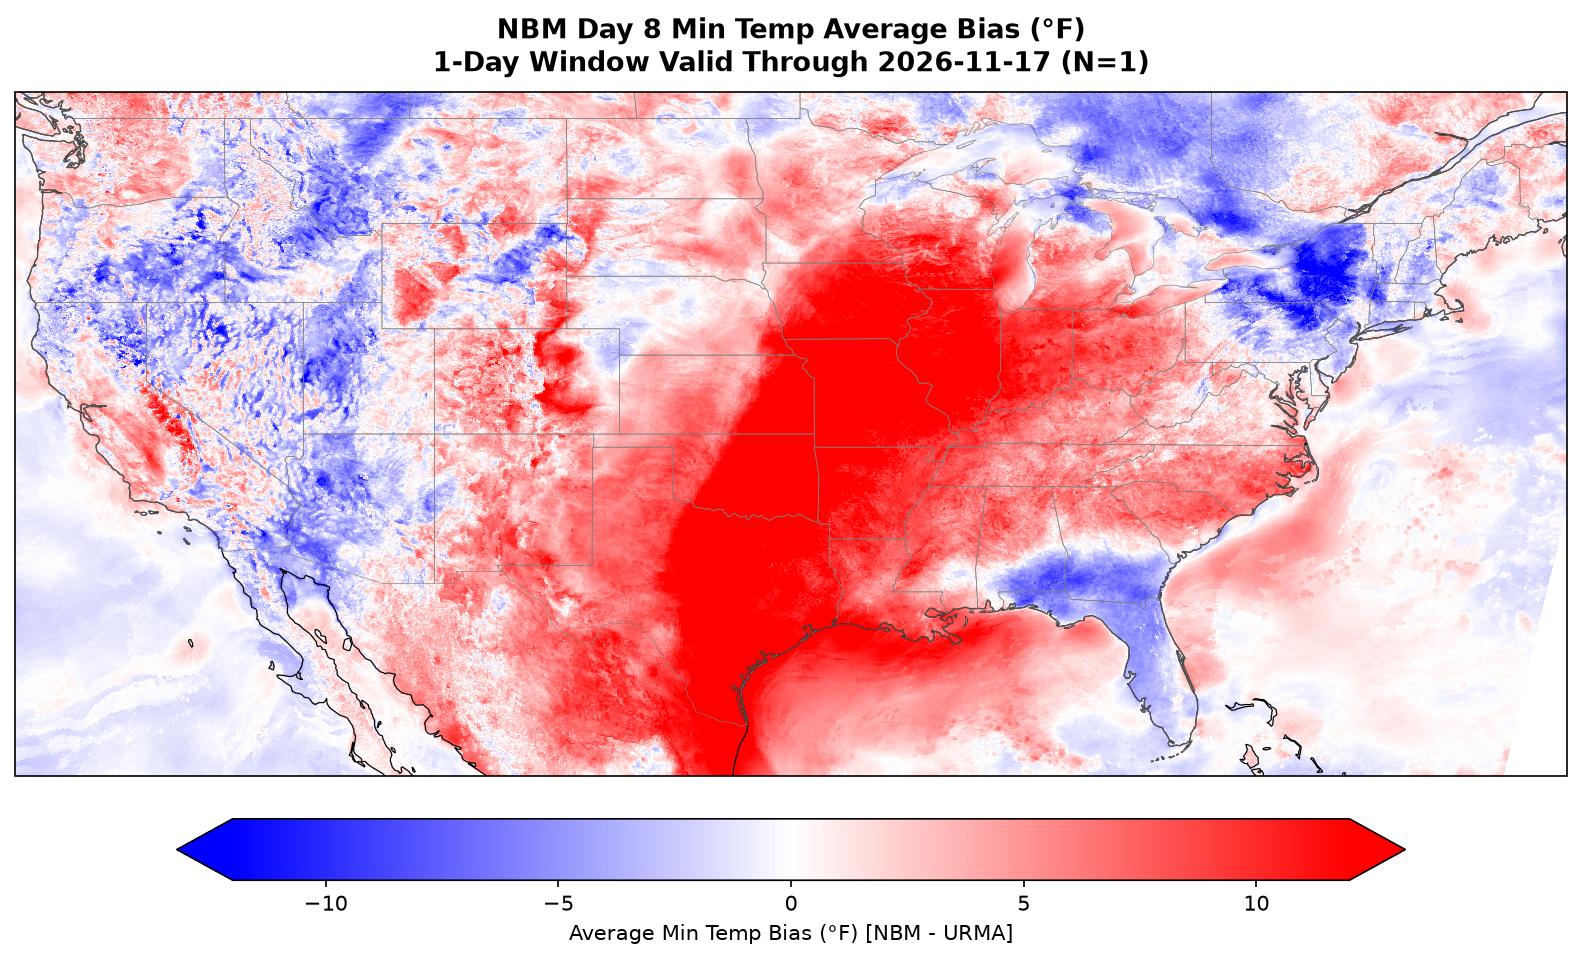 NBM Day 8 Min Temp Average Bias (°F)
1-Day Window Valid Through 2026-11-17 (N=1)
−10 −5 0 5 10
Average Min Temp Bias (°F) [NBM - URMA]